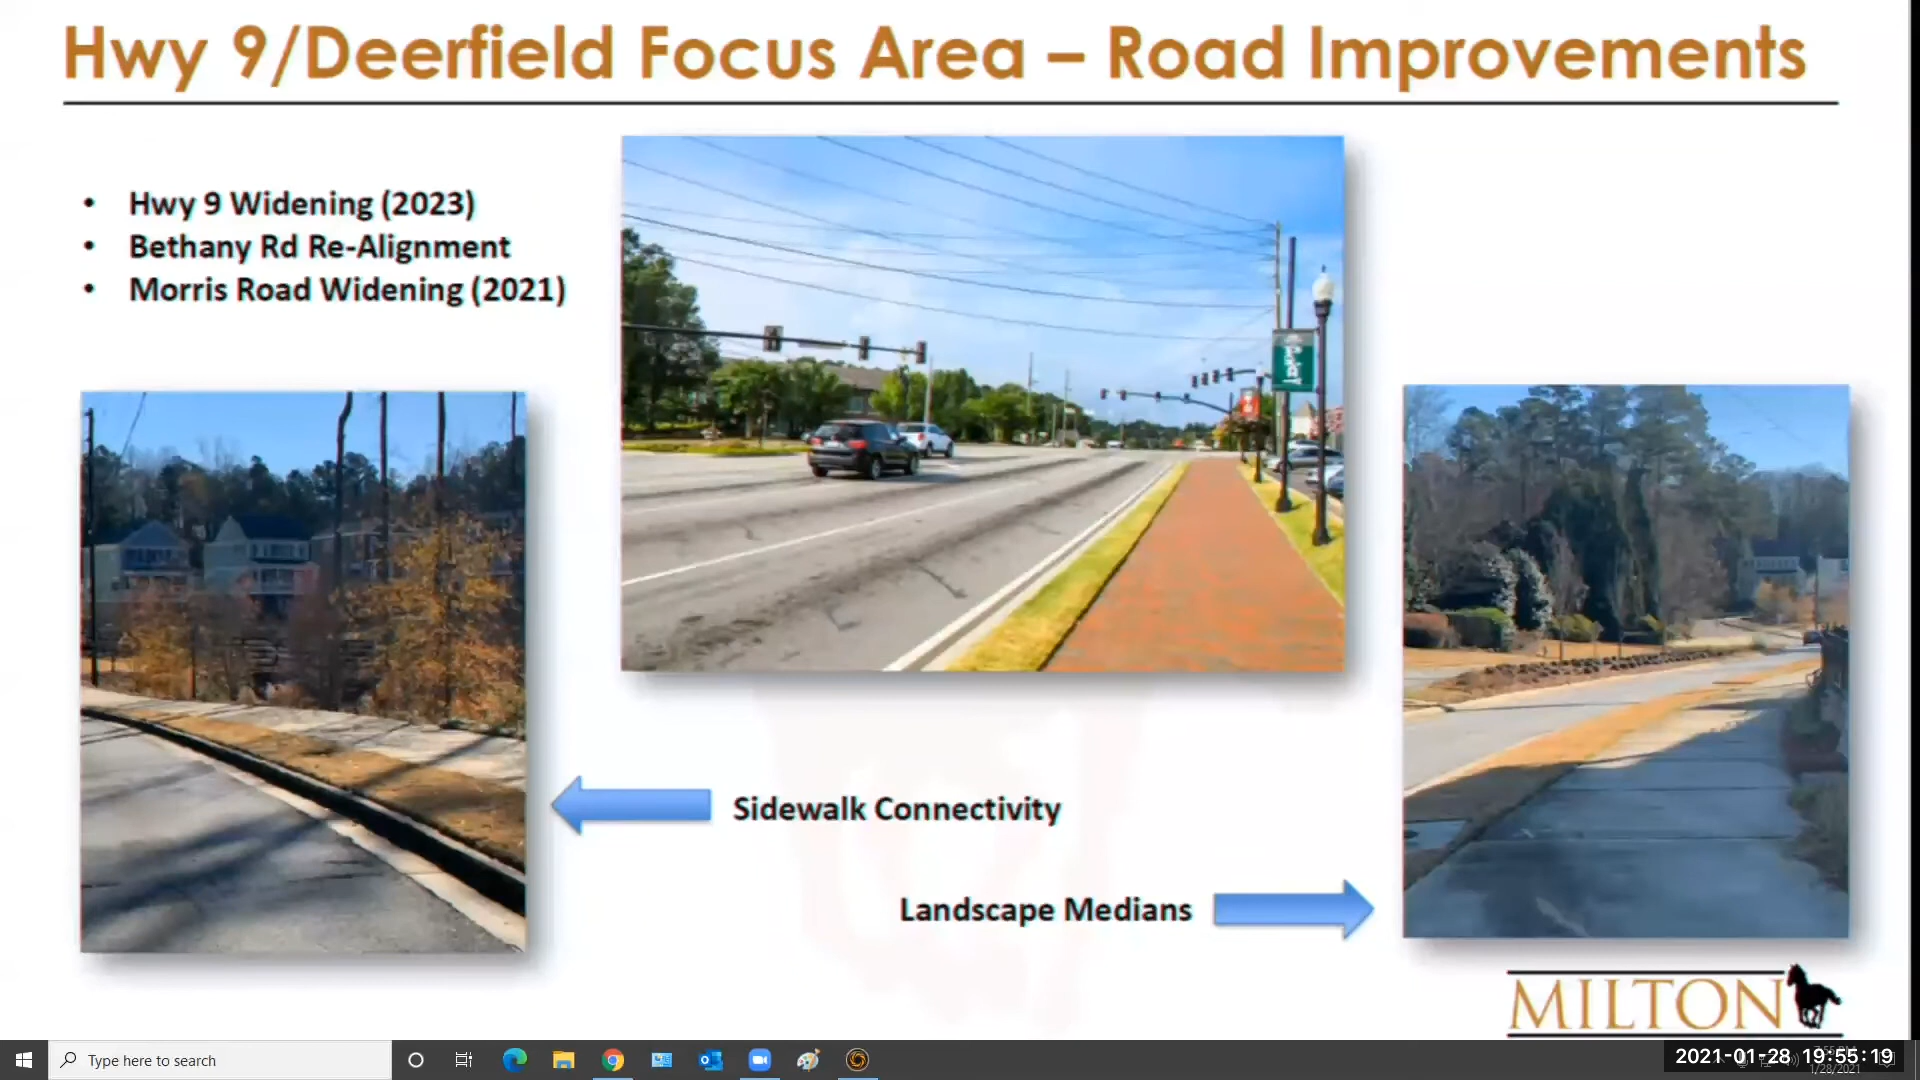 Hwy 9/Deerfield Focus Area – Road Improvements
• Hwy 9 Widening (2023)
• Bethany Rd Re-Alignment
• Morris Road Widening (2021)
Sidewalk Connectivity
Landscape Medians
MILTON
Type here to search
2021-01-28 19:55:19
1/28/2021